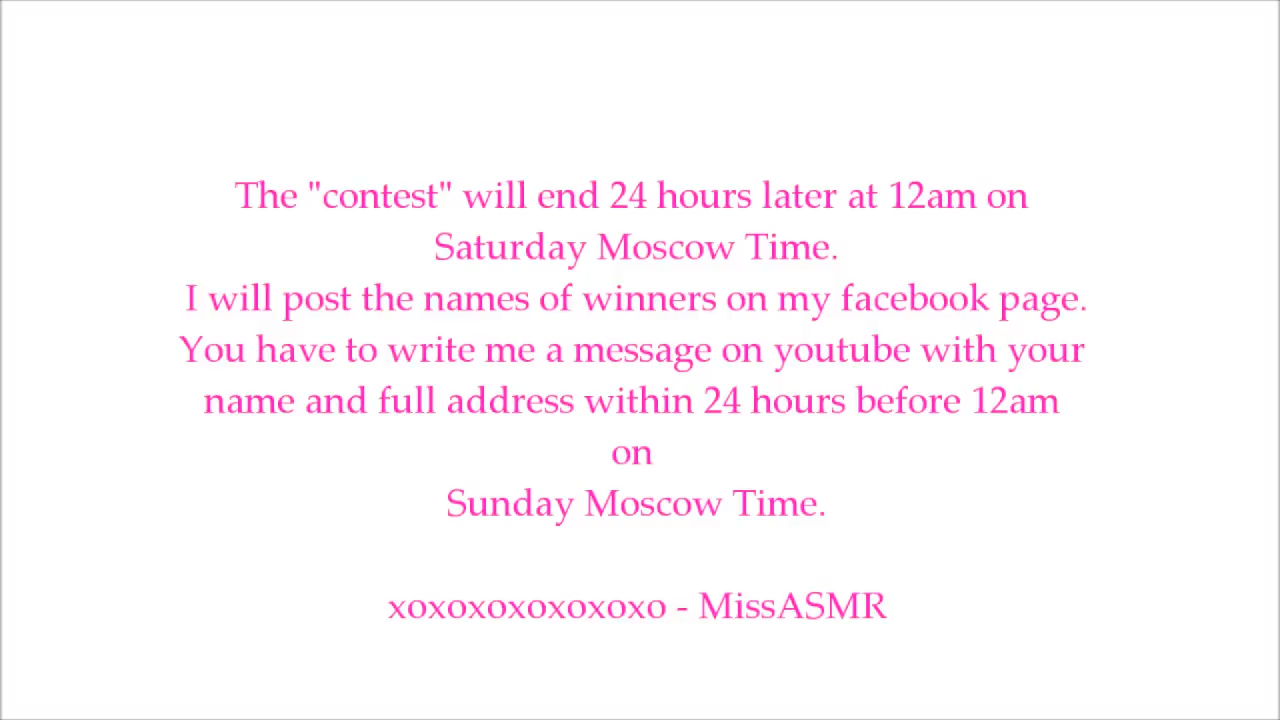 The "contest" will end 24 hours later at 12am on
Saturday Moscow Time.
I will post the names of winners on my facebook page.
You have to write me a message on youtube with your
name and full address within 24 hours before 12am
on
Sunday Moscow Time.
xoxoxoxoxoxoxo - MissASMR